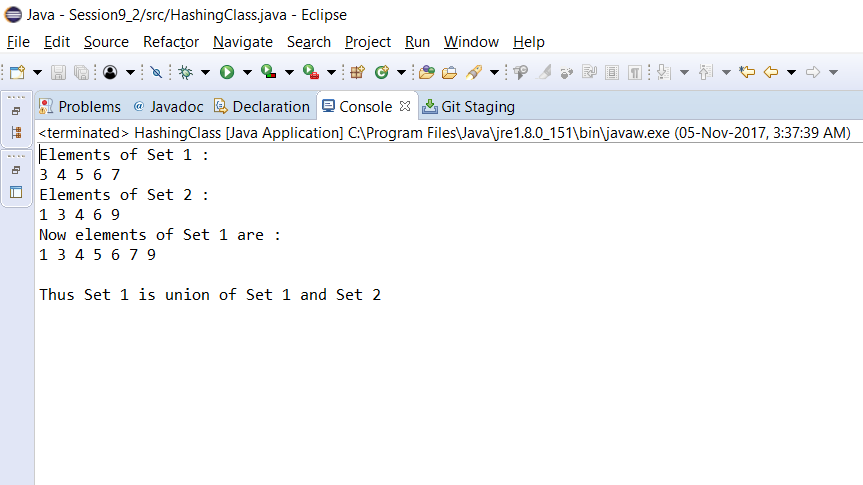 Java - Session9_2/src/HashingClass.java - Eclipse
File Edit Source Refactor Navigate Search Project Run Window Help
Problems @ Javadoc Declaration Console Git Staging
<terminated> HashingClass [Java Application] C:\Program Files\Java\jre1.8.0_151\bin\javaw.exe (05-Nov-2017, 3:37:39 AM)
Elements of Set 1 :
3 4 5 6 7
Elements of Set 2 :
1 3 4 6 9
Now elements of Set 1 are :
1 3 4 5 6 7 9
Thus Set 1 is union of Set 1 and Set 2